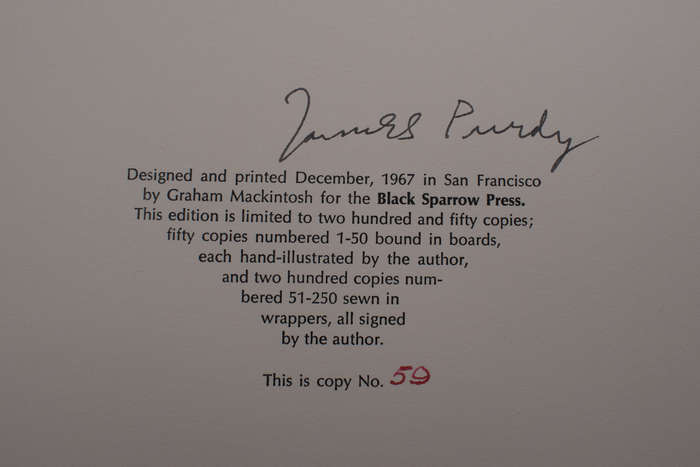 James Purdy
Designed and printed December, 1967 in San Francisco
by Graham Mackintosh for the Black Sparrow Press.
This edition is limited to two hundred and fifty copies;
fifty copies numbered 1-50 bound in boards,
each hand-illustrated by the author,
and two hundred copies num-
bered 51-250 sewn in
wrappers, all signed
by the author.
This is copy No. 59